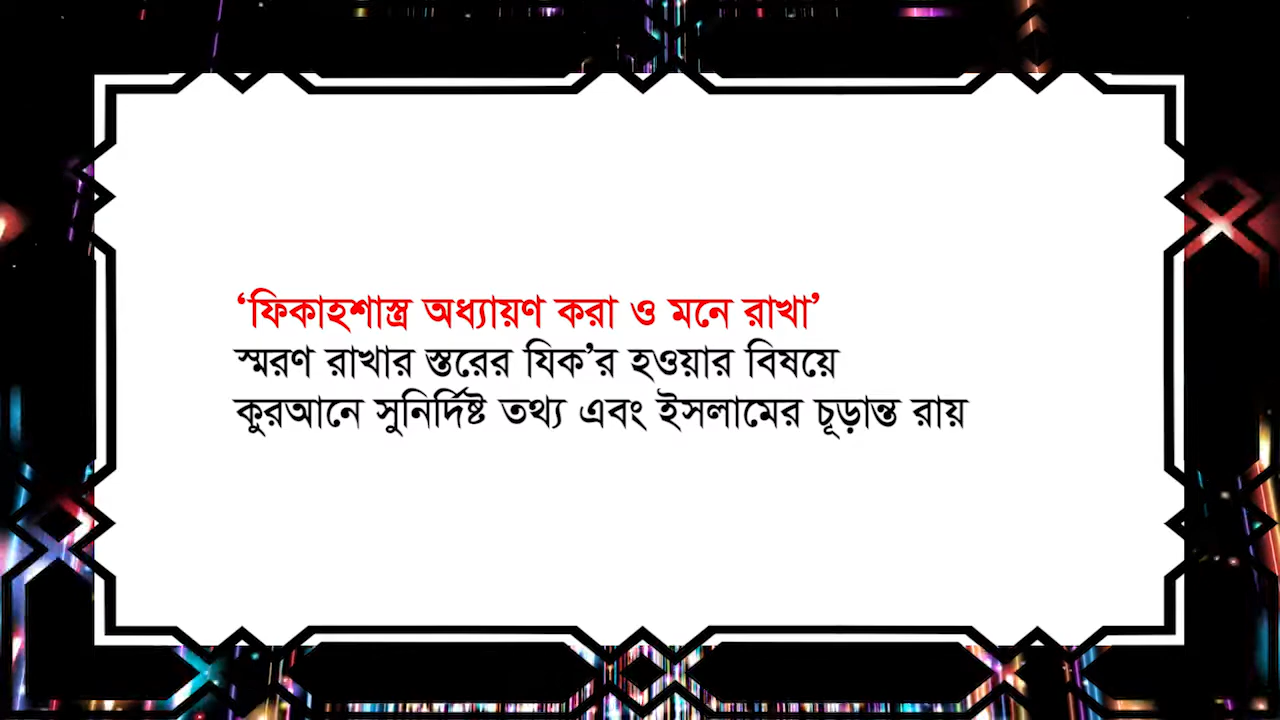 ‘ফিকাহশাস্ত্র অধ্যায়ণ করা ও মনে রাখা’
স্মরণ রাখার স্তরের যিক’র হওয়ার বিষয়ে
কুরআনে সুনির্দিষ্ট তথ্য এবং ইসলামের চূড়ান্ত রায়